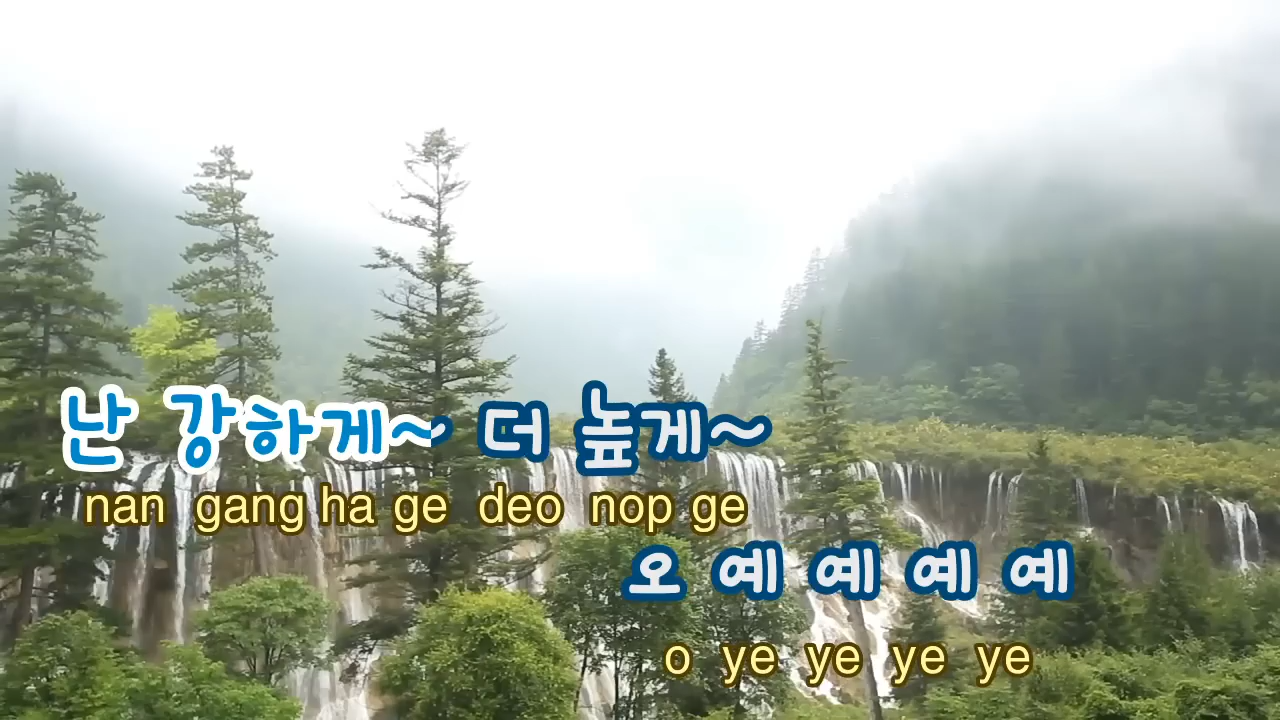 난 강하게~ 더 높게~
nan gang ha ge deo nop ge
오 예 예 예 예
o ye ye ye ye